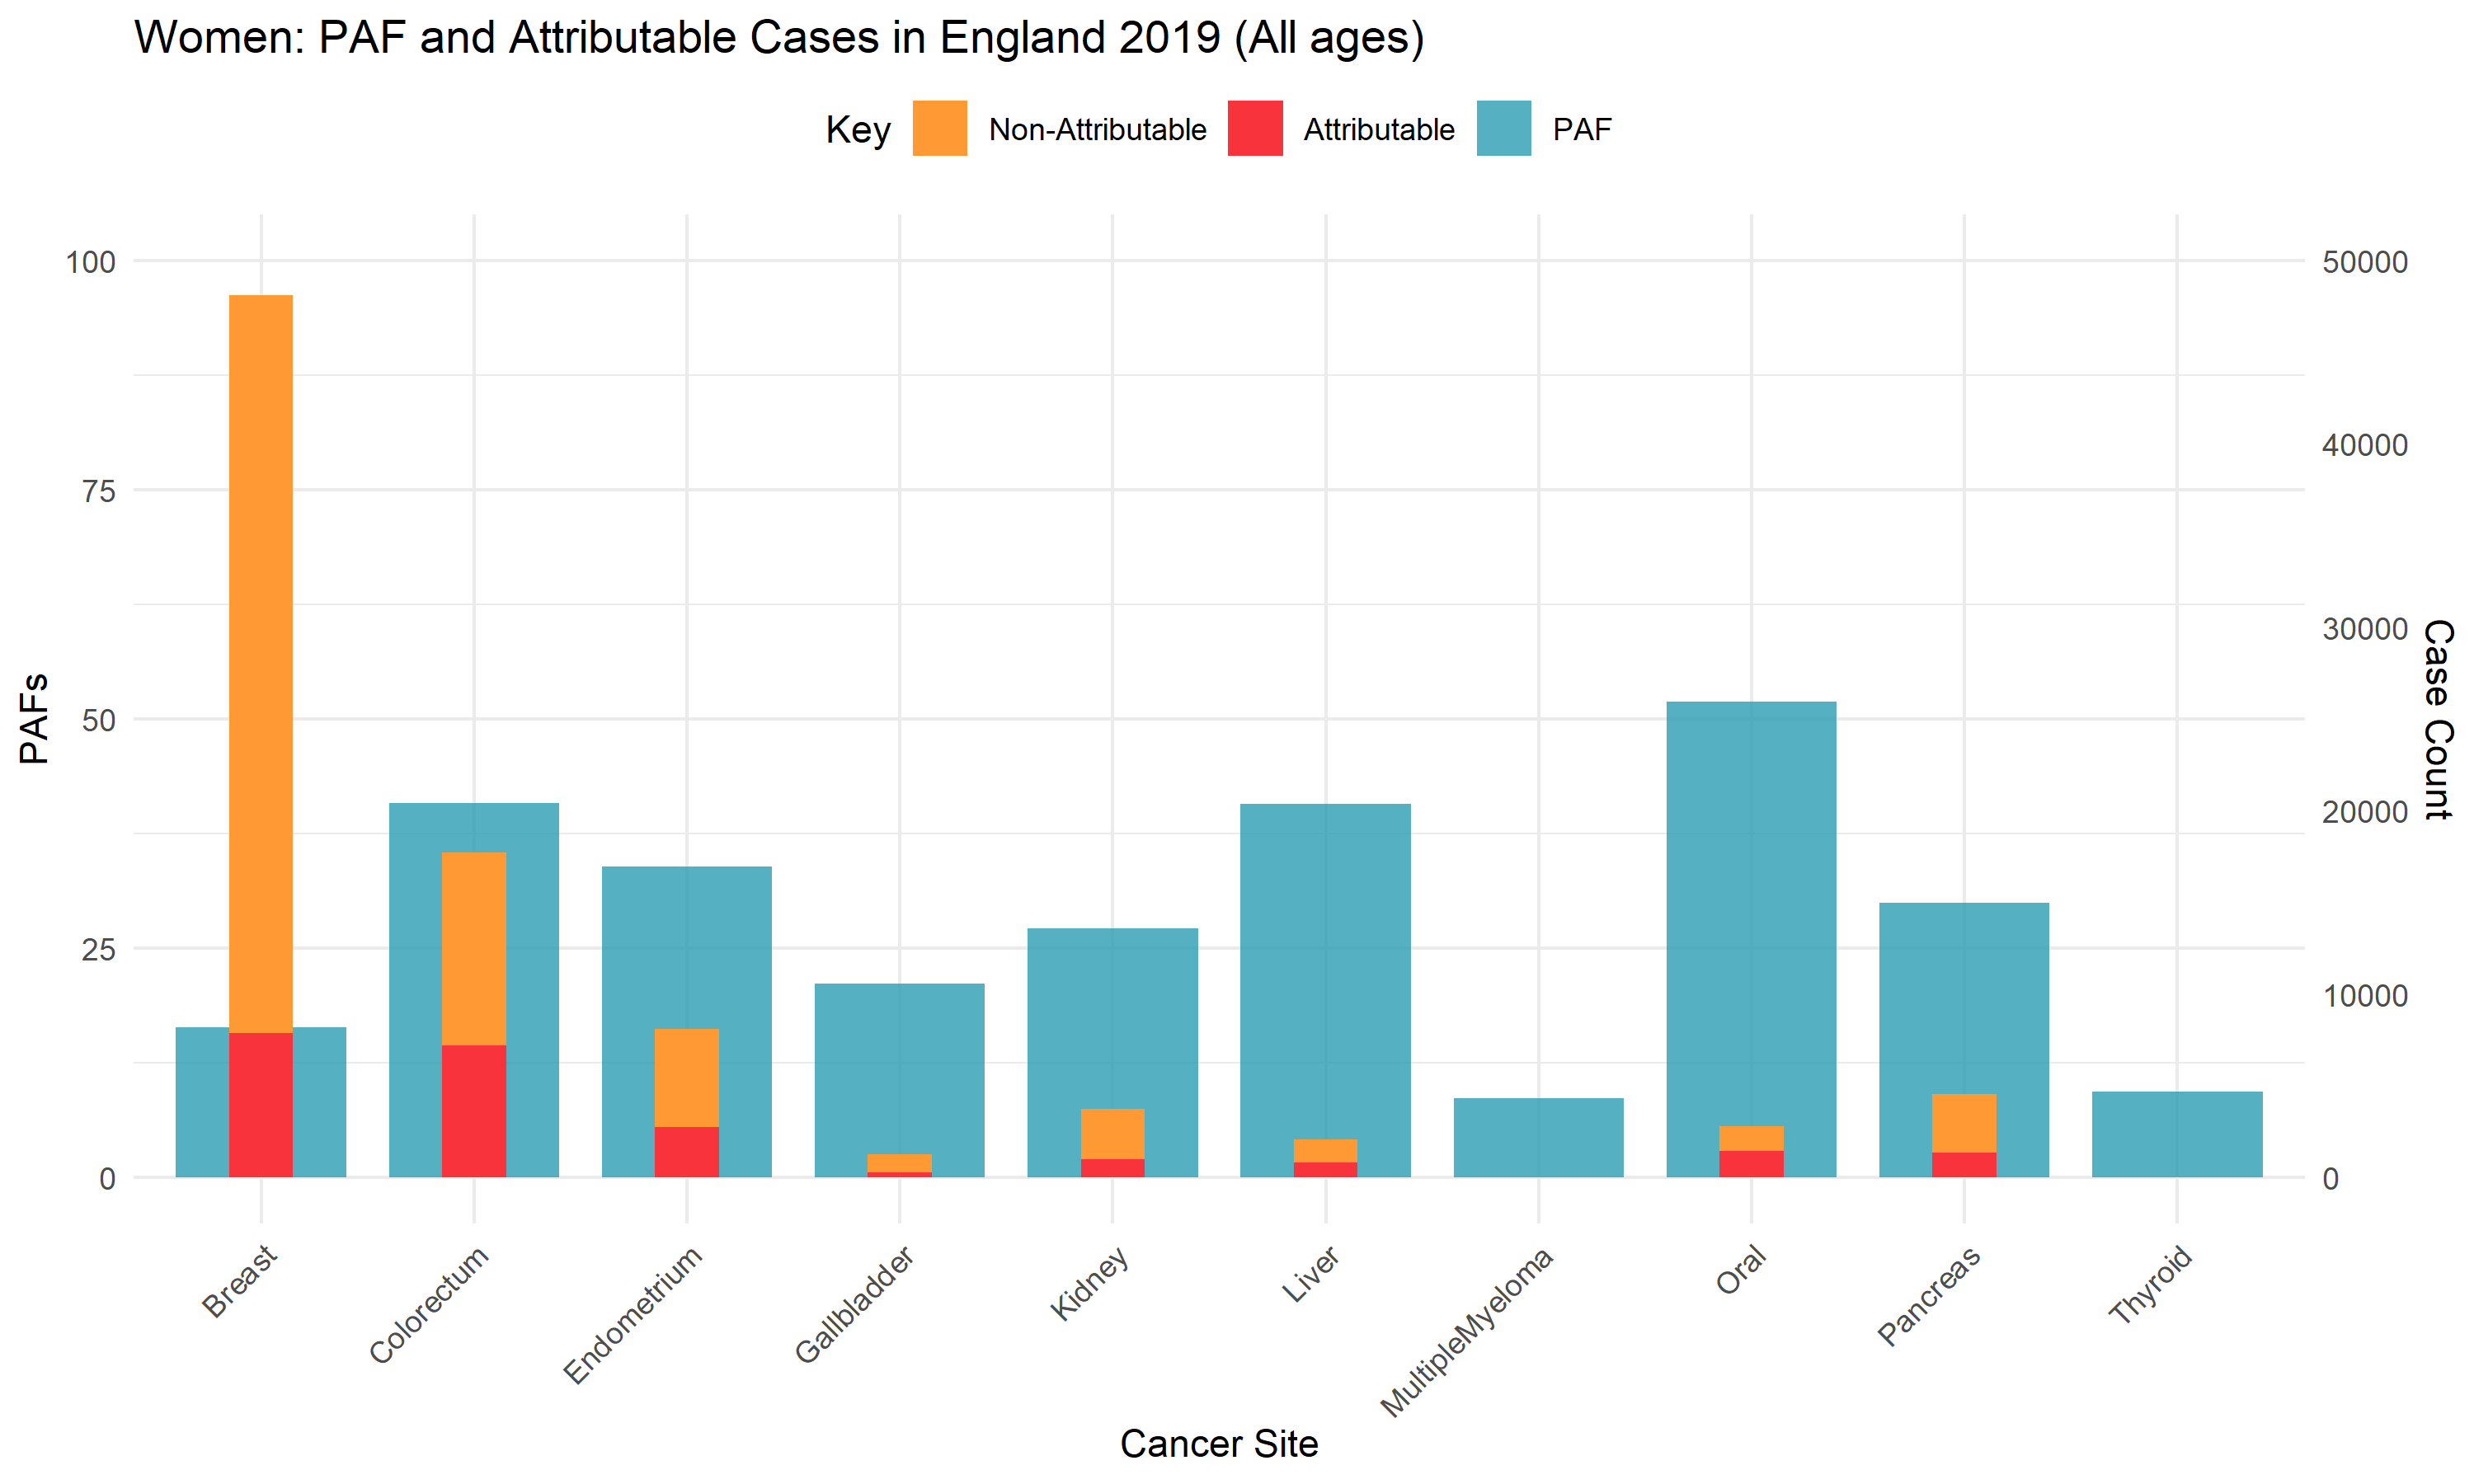 Women: PAF and Attributable Cases in England 2019 (All ages)
Key Non-Attributable Attributable PAF
100
75
50
25
0
PAFs
50000
40000
30000
20000
10000
0
Case Count
Breast
Colorectum
Endometrium
Gallbladder
Kidney
Liver
MultipleMyeloma
Oral
Pancreas
Thyroid
Cancer Site